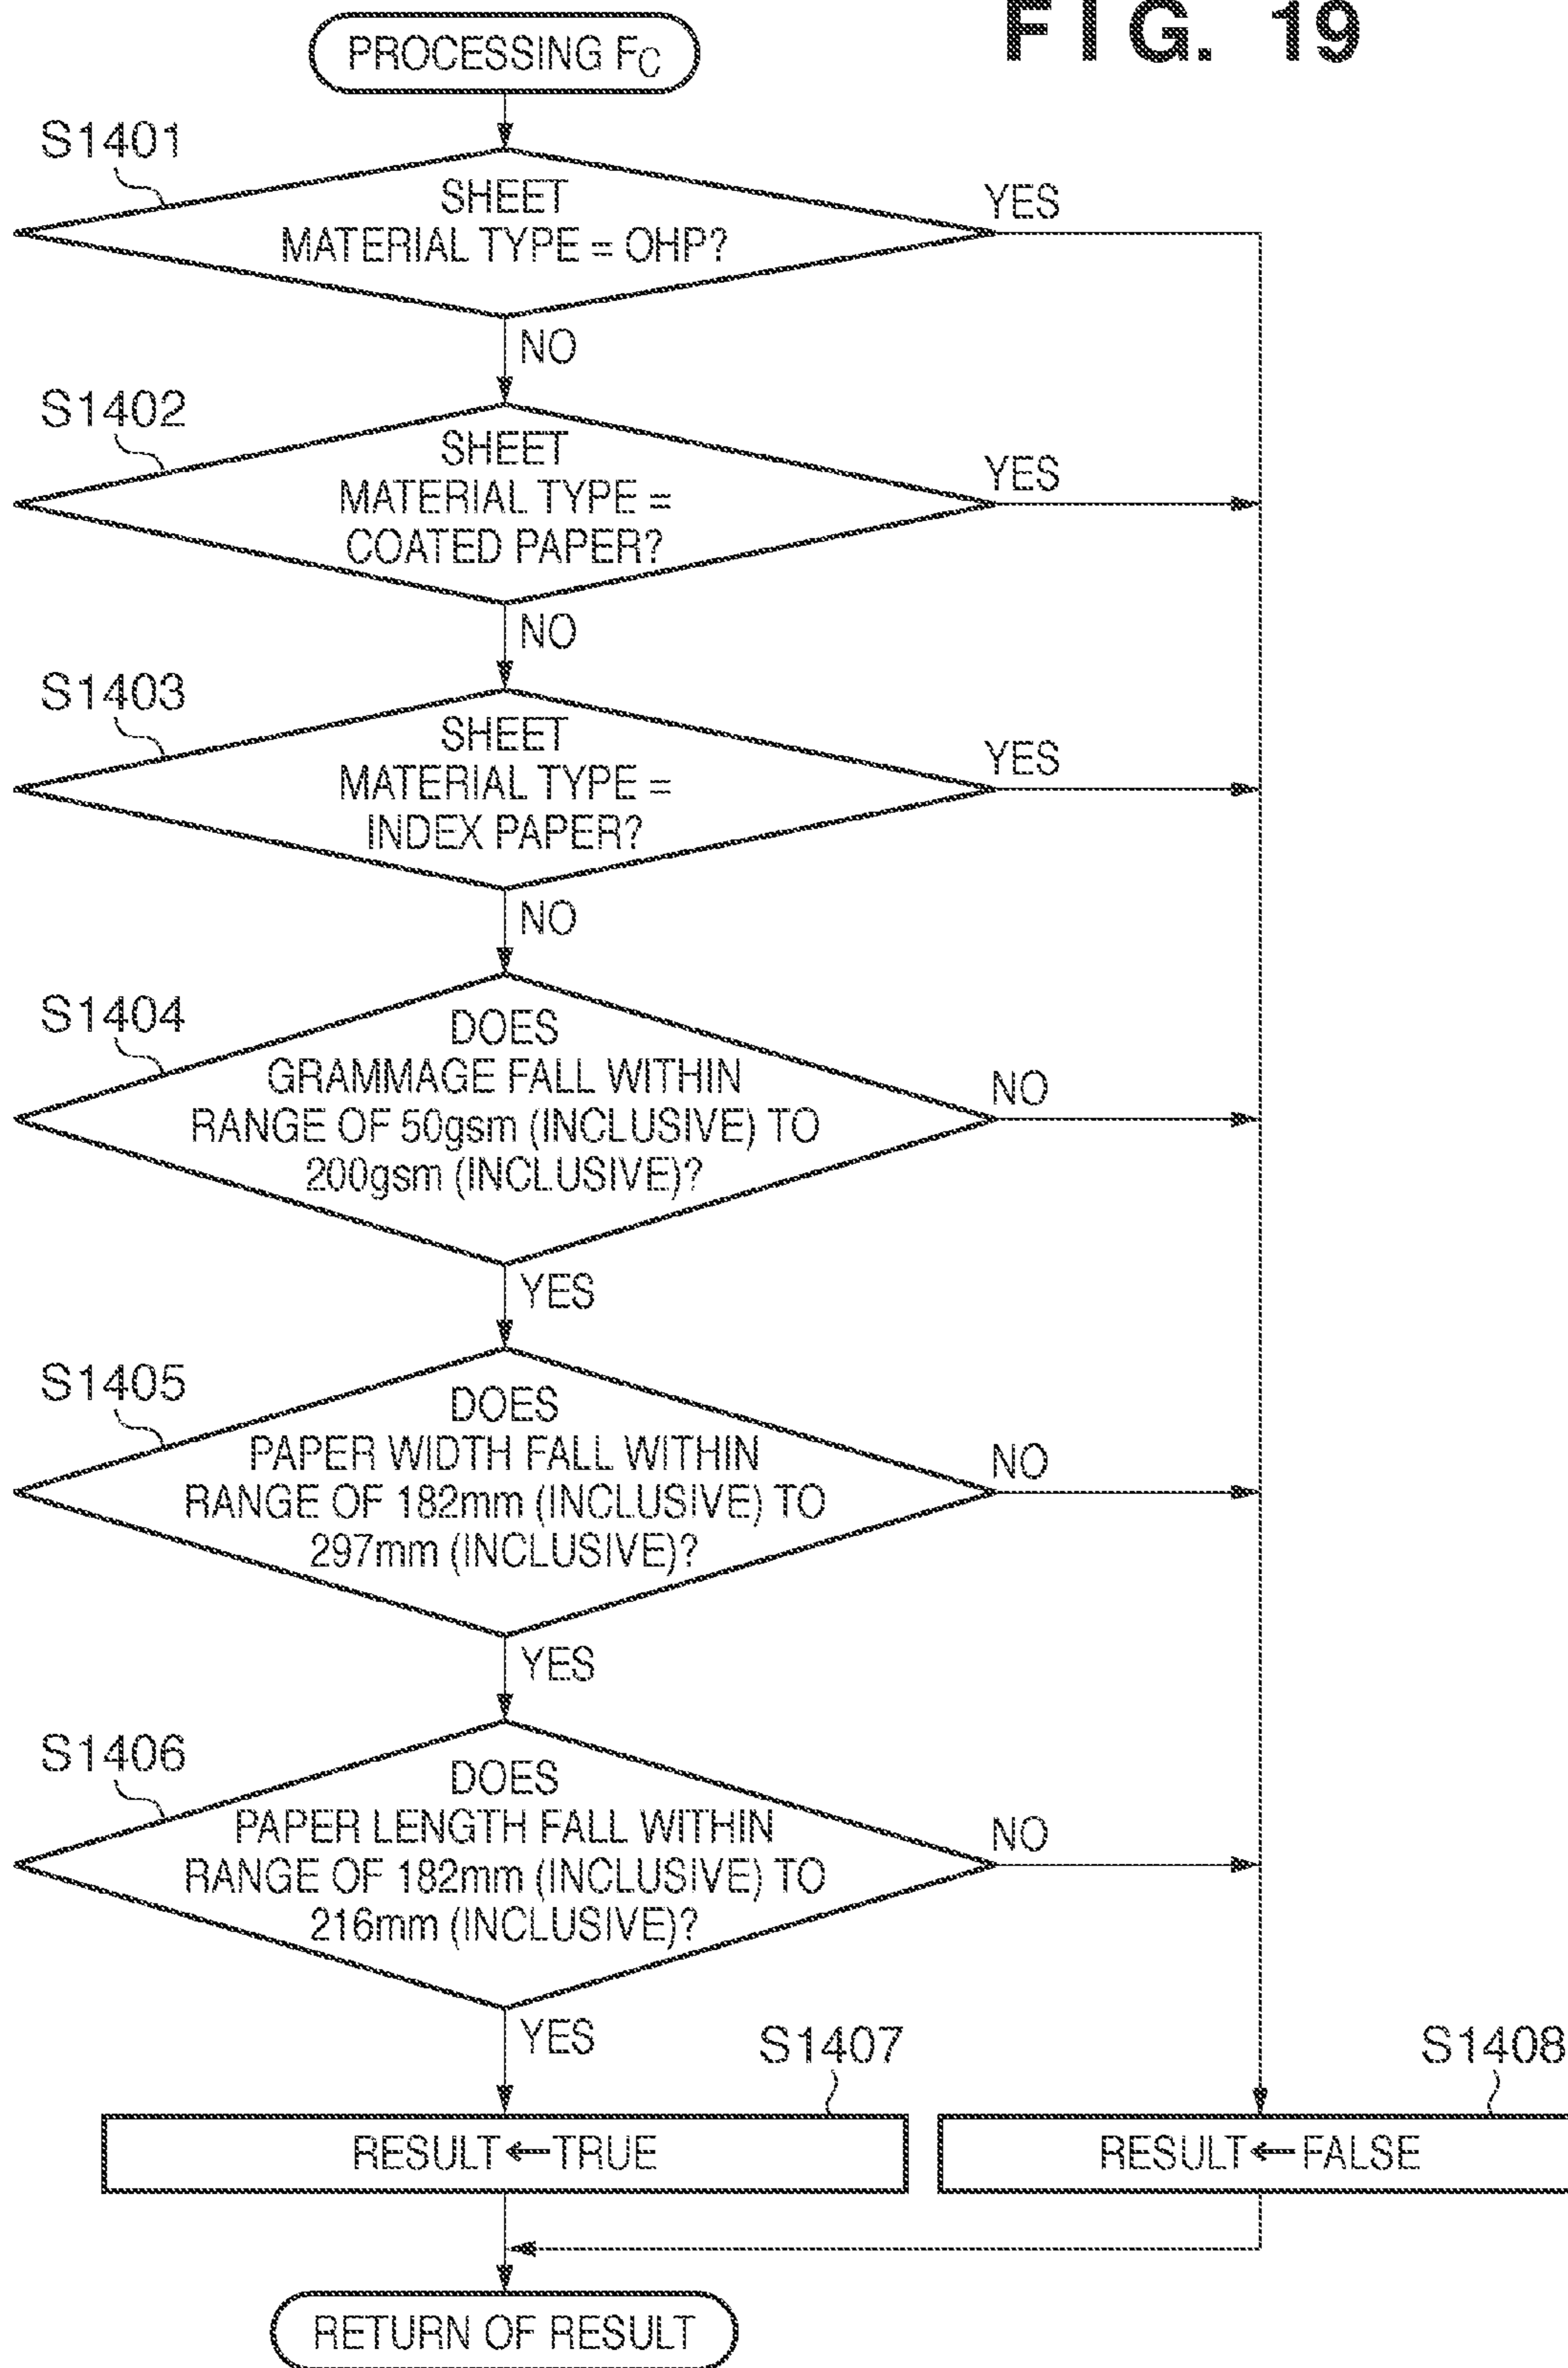 FIG. 19
PROCESSING FC
S1401
SHEET
MATERIAL TYPE = OHP?
YES
NO
S1402
SHEET
MATERIAL TYPE =
COATED PAPER?
YES
NO
S1403
SHEET
MATERIAL TYPE =
INDEX PAPER?
YES
NO
S1404
DOES
GRAMMAGE FALL WITHIN
RANGE OF 50gsm (INCLUSIVE) TO
200gsm (INCLUSIVE)?
NO
YES
S1405
DOES
PAPER WIDTH FALL WITHIN
RANGE OF 182mm (INCLUSIVE) TO
297mm (INCLUSIVE)?
NO
YES
S1406
DOES
PAPER LENGTH FALL WITHIN
RANGE OF 182mm (INCLUSIVE) TO
216mm (INCLUSIVE)?
NO
YES
S1407
RESULT←TRUE
S1408
RESULT←FALSE
RETURN OF RESULT